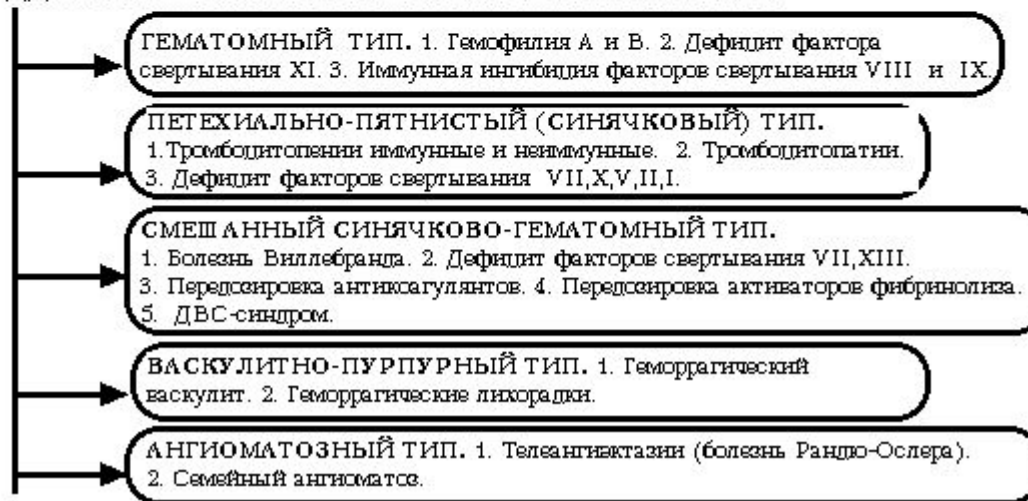 ГЕМАТОМНЫЙ ТИП. 1. Гемофилия А и В. 2. Дефицит фактора
свертывания XI. 3. Иммунная ингибиция факторов свертывания VIII и IX.
ПЕТЕХИАЛЬНО-ПЯТНИСТЫЙ (СИНЯЧКОВЫЙ) ТИП.
1.Тромбоцитопении иммунные и неиммунные. 2. Тромбоцитопатии.
3. Дефицит факторов свертывания VII,X,V,II,I.
СМЕШАННЫЙ СИНЯЧКОВО-ГЕМАТОМНЫЙ ТИП.
1. Болезнь Виллебранда. 2. Дефицит факторов свертывания VII,XIII.
3. Передозировка антикоагулянтов. 4. Передозировка активаторов фибринолиза.
5. ДВС-синдром.
ВАСКУЛИТНО-ПУРПУРНЫЙ ТИП. 1. Геморрагический
васкулит. 2. Геморрагические лихорадки.
АНГИОМАТОЗНЫЙ ТИП. 1. Телеангиектазии (болезнь Рандю-Ослера).
2. Семейный ангиоматоз.